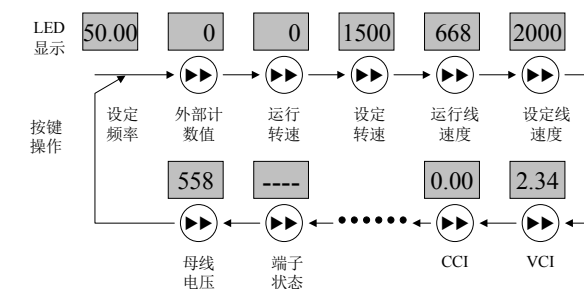 LED
显示
50.00
0
0
1500
668
2000
按键
操作
设定
频率
外部计
数值
运行
转速
设定
转速
运行线
速度
设定线
速度
558
----
0.00
2.34
母线
电压
端子
状态
CCI
VCI